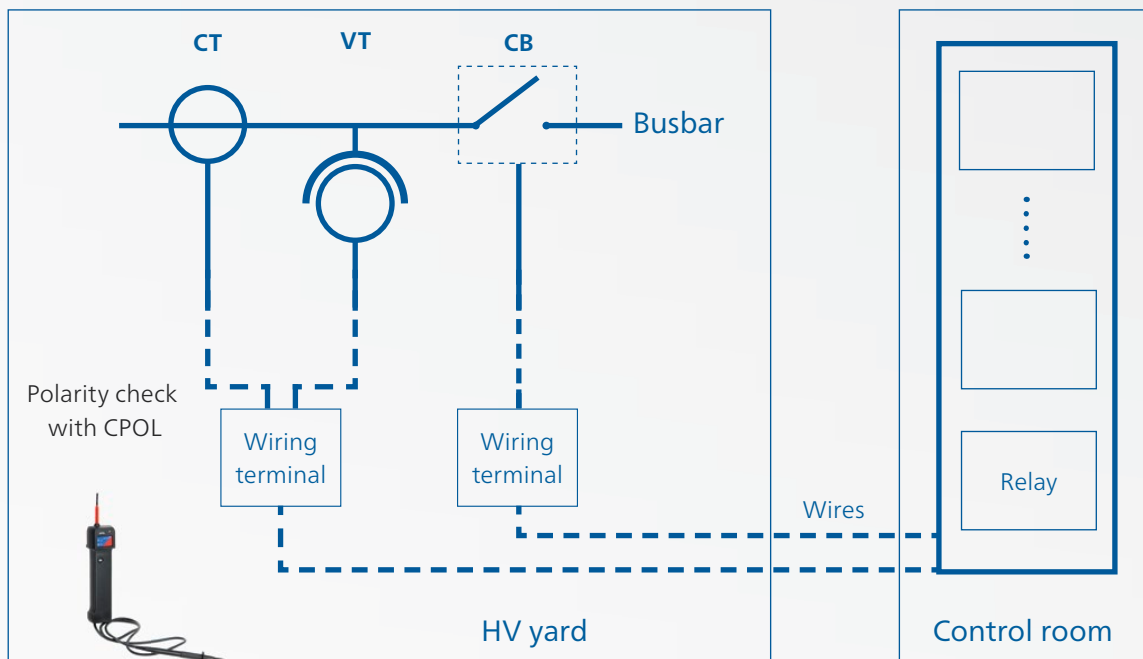 CT
VT
CB
Busbar
Polarity check
with CPOL
Wiring
terminal
Wiring
terminal
Relay
Wires
HV yard
Control room